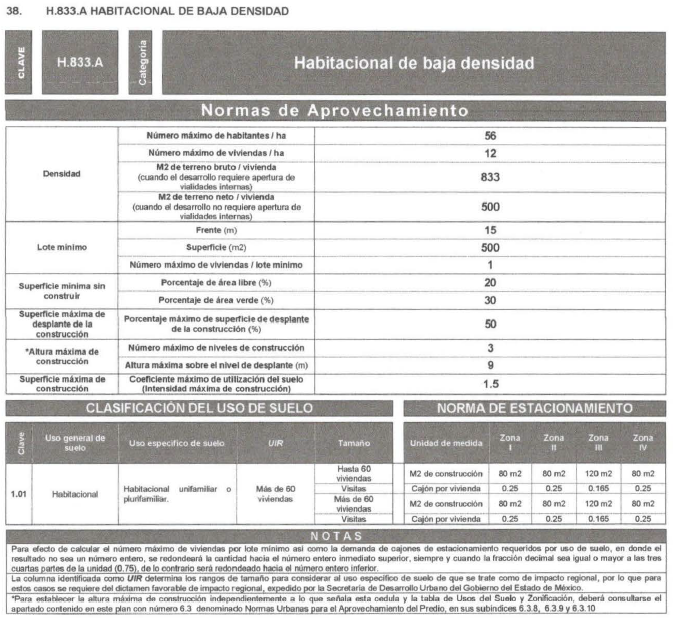 38. H.833.A HABITACIONAL DE BAJA DENSIDAD
CLAVE
H.833.A
Categoría
Habitacional de baja densidad
Normas de Aprovechamiento
Densidad
Número máximo de habitantes / ha 56
Número máximo de viviendas / ha 12
M2 de terreno bruto / vivienda
(cuando el desarrollo requiere apertura de
vialidades internas)
833
M2 de terreno neto / vivienda
(cuando el desarrollo no requiere apertura de
vialidades internas)
500
Lote mínimo
Frente (m) 15
Superficie (m2) 500
Número máximo de viviendas / lote mínimo 1
Superficie mínima sin
construir
Porcentaje de área libre (%) 20
Porcentaje de área verde (%) 30
Superficie máxima de
desplante de la
construcción
Porcentaje máximo de superficie de desplante
de la construcción (%)
50
*Altura máxima de
construcción
Número máximo de niveles de construcción 3
Altura máxima sobre el nivel de desplante (m) 9
Superficie máxima de
construcción
Coeficiente máximo de utilización del suelo
(Intensidad máxima de construcción)
1.5
CLASIFICACIÓN DEL USO DE SUELO
NORMA DE ESTACIONAMIENTO
Clave
Uso general de
suelo
Uso especifico de suelo
UIR
Tamaño
Unidad de medida
Zona
I
Zona
II
Zona
III
Zona
IV
1.01
Habitacional
Habitacional unifamiliar o
plurifamiliar.
Más de 60
viviendas
Hasta 60
viviendas
M2 de construcción 80 m2 80 m2 120 m2 80 m2
Visitas Cajón por vivienda 0.25 0.25 0.165 0.25
Más de 60
viviendas
M2 de construcción 80 m2 80 m2 120 m2 80 m2
Visitas Cajón por vivienda 0.25 0.25 0.165 0.25
NOTAS
Para efecto de calcular el número máximo de viviendas por lote mínimo así como la demanda de cajones de estacionamiento requeridos por uso de suelo, en donde el
resultado no sea un número entero, se redondeará la cantidad hacia el número entero inmediato superior, siempre y cuando la fracción decimal sea igual o mayor a las tres
cuartas partes de la unidad (0.75), de lo contrario será redondeado hacia el número entero inferior.
La columna identificada como UIR determina los rangos de tamaño para considerar al uso especifico de suelo de que se trate como de impacto regional, por lo que para
estos casos se requiere del dictamen favorable de impacto regional, expedido por la Secretaría de Desarrollo Urbano del Gobierno del Estado de México.
*Para establecer la altura máxima de construcción independientemente a lo que señala esta cedula y la tabla de Usos del Suelo y Zonificación, deberá consultarse el
apartado contenido en este plan con número 6.3 denominado Normas Urbanas para el Aprovechamiento del Predio, en sus subíndices 6.3.8, 6.3.9 y 6.3.10